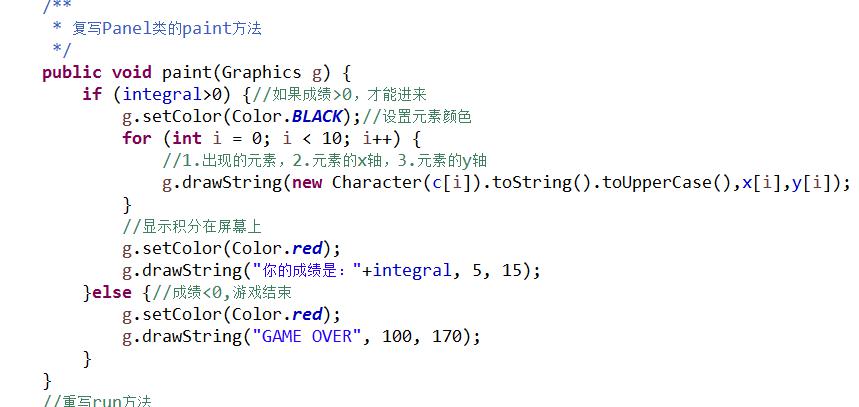 /**
* 复写Panel类的paint方法
*/
public void paint(Graphics g) {
if (integral>0) {//如果成绩>0，才能进来
g.setColor(Color.BLACK);//设置元素颜色
for (int i = 0; i < 10; i++) {
//1.出现的元素，2.元素的x轴，3.元素的y轴
g.drawString(new Character(c[i]).toString().toUpperCase(),x[i],y[i]);
}
//显示积分在屏幕上
g.setColor(Color.red);
g.drawString("你的成绩是："+integral, 5, 15);
}else {//成绩<0,游戏结束
g.setColor(Color.red);
g.drawString("GAME OVER", 100, 170);
}
}
//重写run方法